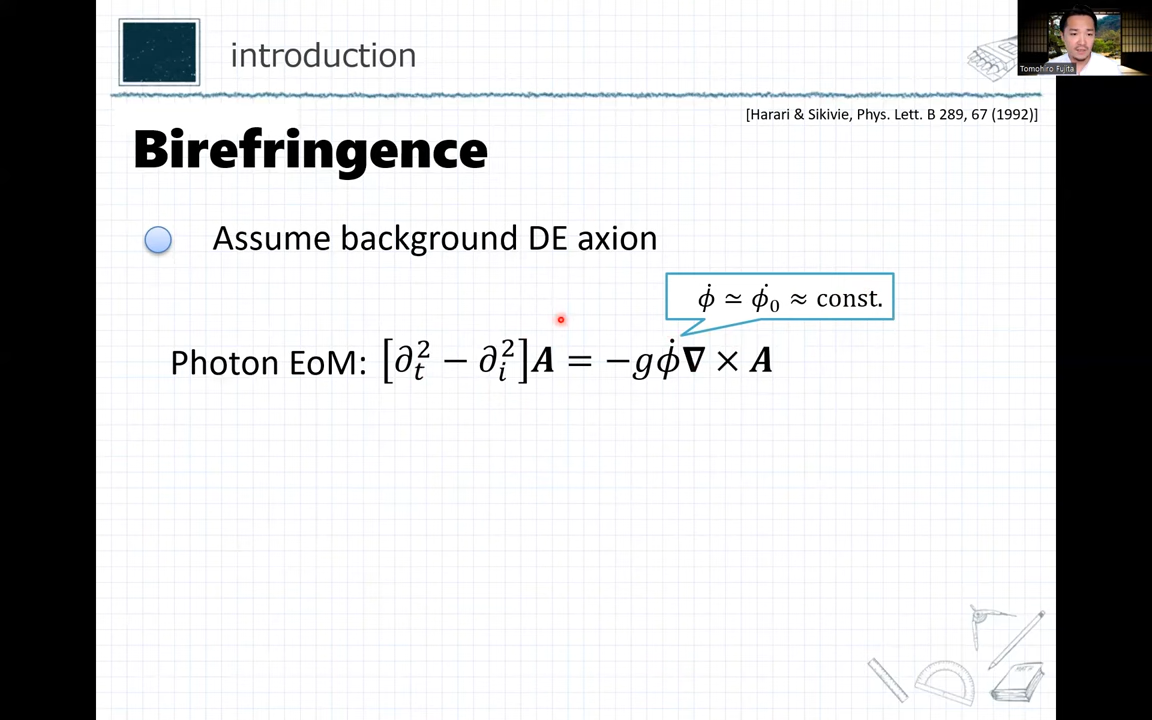 introduction
Tomohiro Fujita
[Harari & Sikivie, Phys. Lett. B 289, 67 (1992)]
Birefringence
Assume background DE axion
ϕ̇ ≃ ϕ̇₀ ≈ const.
Photon EoM: [∂ₜ² − ∂ᵢ²]A = −gϕ̇∇ × A